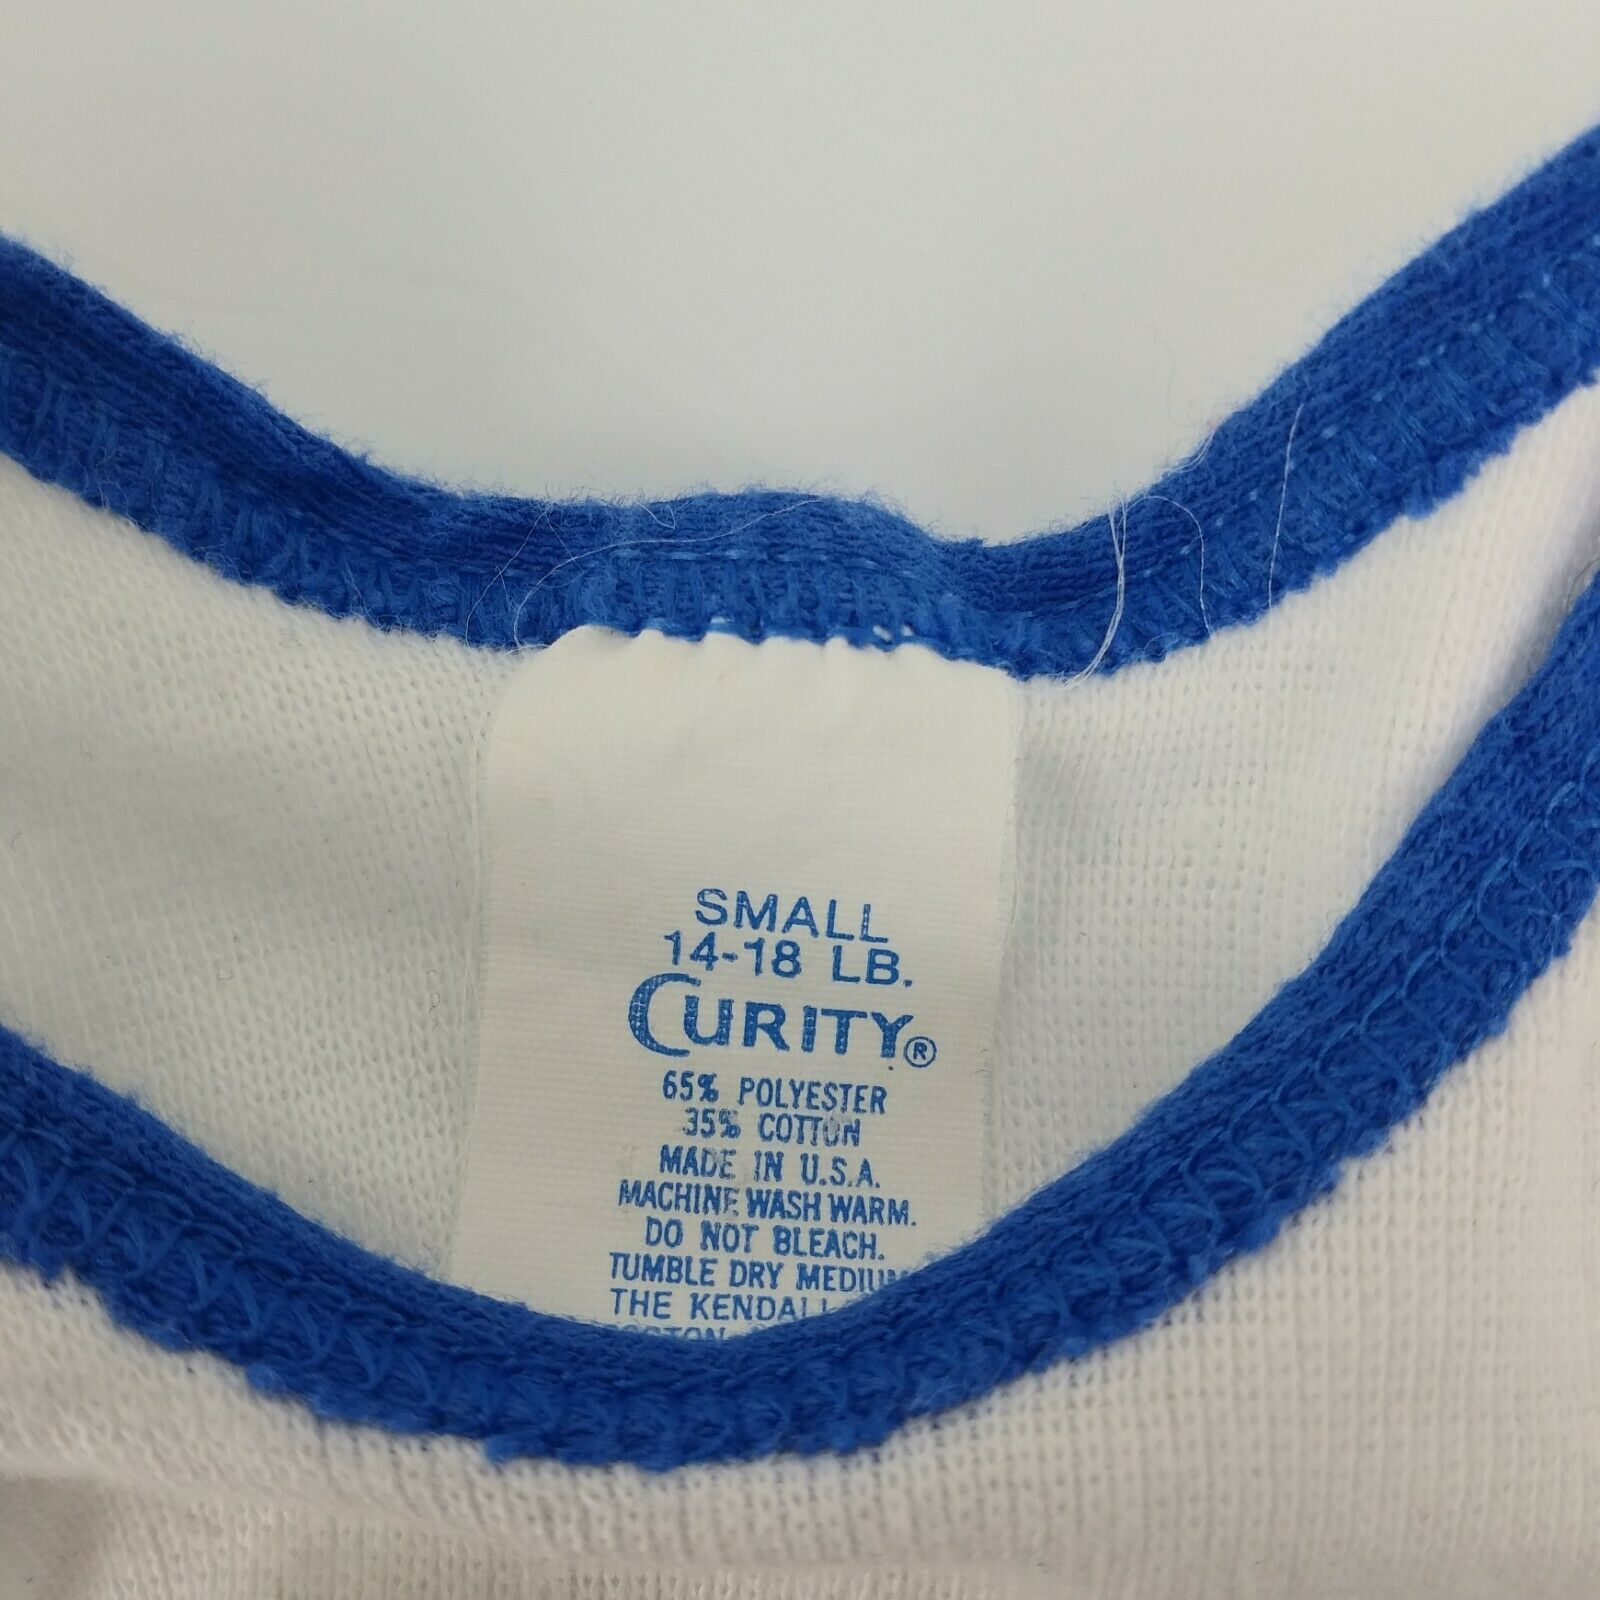 SMALL
14-18 LB.
CURITY®
65% POLYESTER
35% COTTON
MADE IN U.S.A.
MACHINE WASH WARM.
DO NOT BLEACH.
TUMBLE DRY MEDIUM
THE KENDALL